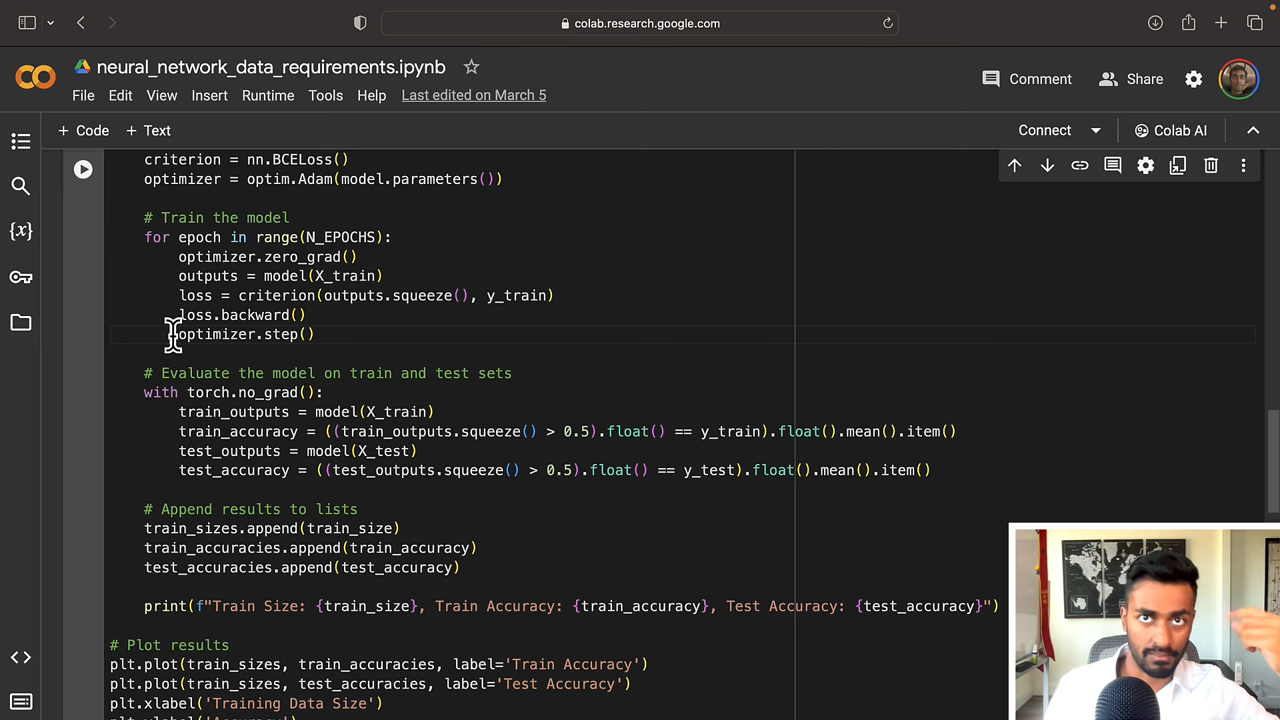 colab.research.google.com
neural_network_data_requirements.ipynb
Comment
Share
File Edit View Insert Runtime Tools Help Last edited on March 5
+ Code + Text
Connect
Colab AI
criterion = nn.BCELoss()
optimizer = optim.Adam(model.parameters())
# Train the model
for epoch in range(N_EPOCHS):
optimizer.zero_grad()
outputs = model(X_train)
loss = criterion(outputs.squeeze(), y_train)
loss.backward()
optimizer.step()
# Evaluate the model on train and test sets
with torch.no_grad():
train_outputs = model(X_train)
train_accuracy = ((train_outputs.squeeze() > 0.5).float() == y_train).float().mean().item()
test_outputs = model(X_test)
test_accuracy = ((test_outputs.squeeze() > 0.5).float() == y_test).float().mean().item()
# Append results to lists
train_sizes.append(train_size)
train_accuracies.append(train_accuracy)
test_accuracies.append(test_accuracy)
print(f"Train Size: {train_size}, Train Accuracy: {train_accuracy}, Test Accuracy: {test_accuracy}")
# Plot results
plt.plot(train_sizes, train_accuracies, label='Train Accuracy')
plt.plot(train_sizes, test_accuracies, label='Test Accuracy')
plt.xlabel('Training Data Size')